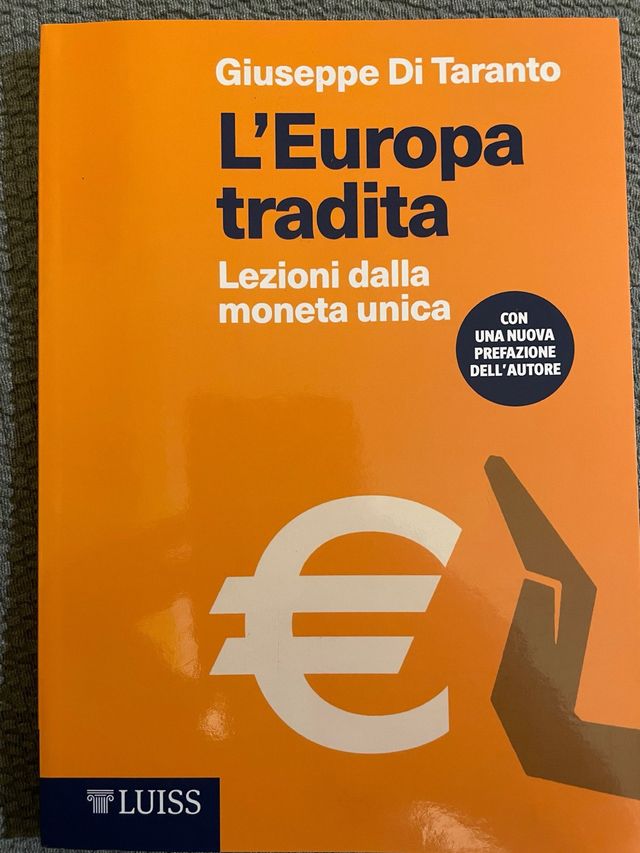 Giuseppe Di Taranto
L'Europa
tradita
Lezioni dalla
moneta unica
CON
UNA NUOVA
PREFAZIONE
DELL'AUTORE
€
LUISS